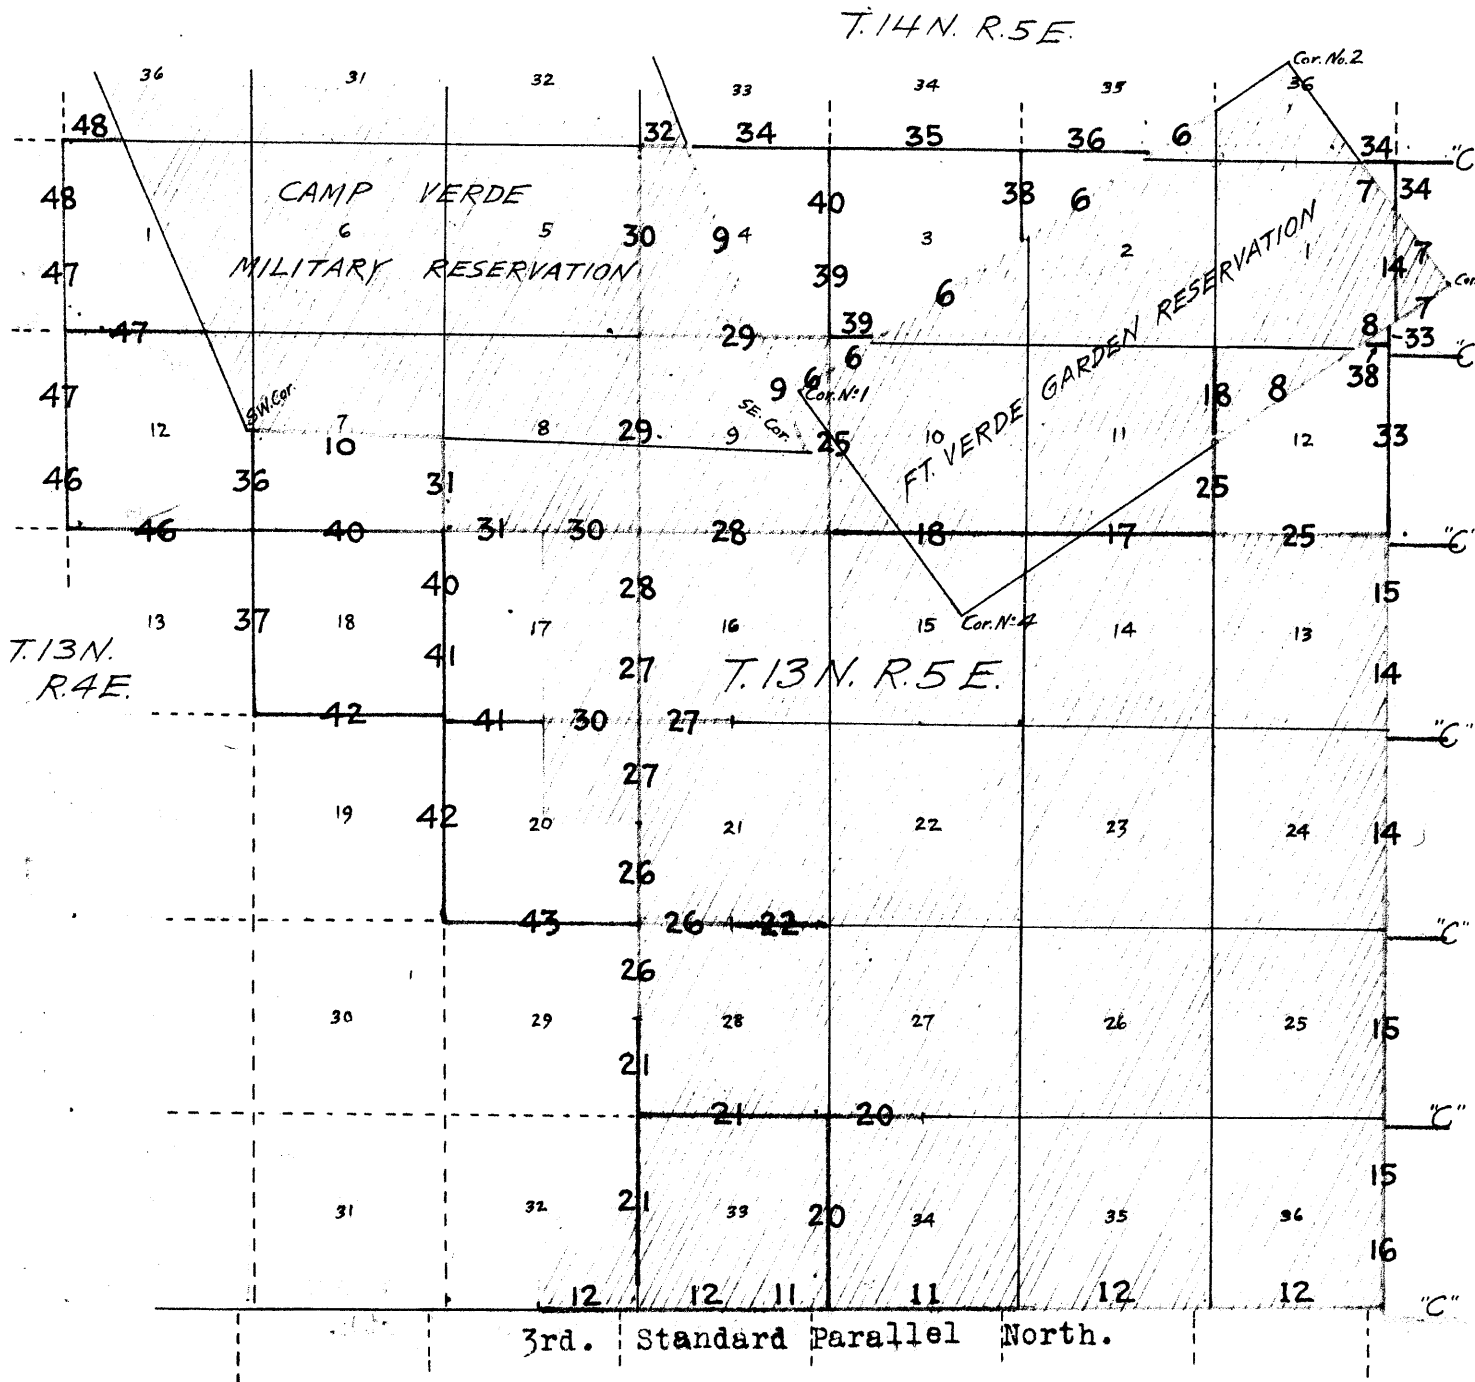 T.14N. R.5E.
Cor. No. 2
36 31 32 33 34 35 36
48 32 34 35 36 6 34 "C
48 CAMP VERDE 40 38 6 7 34
1 6 5 30 9 4 3 2 1
47 MILITARY RESERVATION 39 6 14 7
Cor.
7
47 29 39 8 33
6 "C
47 9 6 Cor. No. 1 18 8 38
SW. Cor. SE. Cor. FT. VERDE GARDEN RESERVATION
12 7 8 29. 9 25 10 11 12 33
10
46 36 31 25
46 40 31 30 28 18 17 25 "C"
40 28 15
13 37 18 17 16 15 Cor. No. 4 14 13
T.13N. 41 27 T.13N. R.5E. 14
R.4E.
42 41 30 27 "C"
27
19 42 20 21 22 23 24 14
26
43 26 22 "C"
26
30 29 28 27 26 25 15
21
21 20 "C"
15
31 32 21 33 20 34 35 36
16
12 12 11 11 12 12 "C"
3rd. Standard Parallel North.